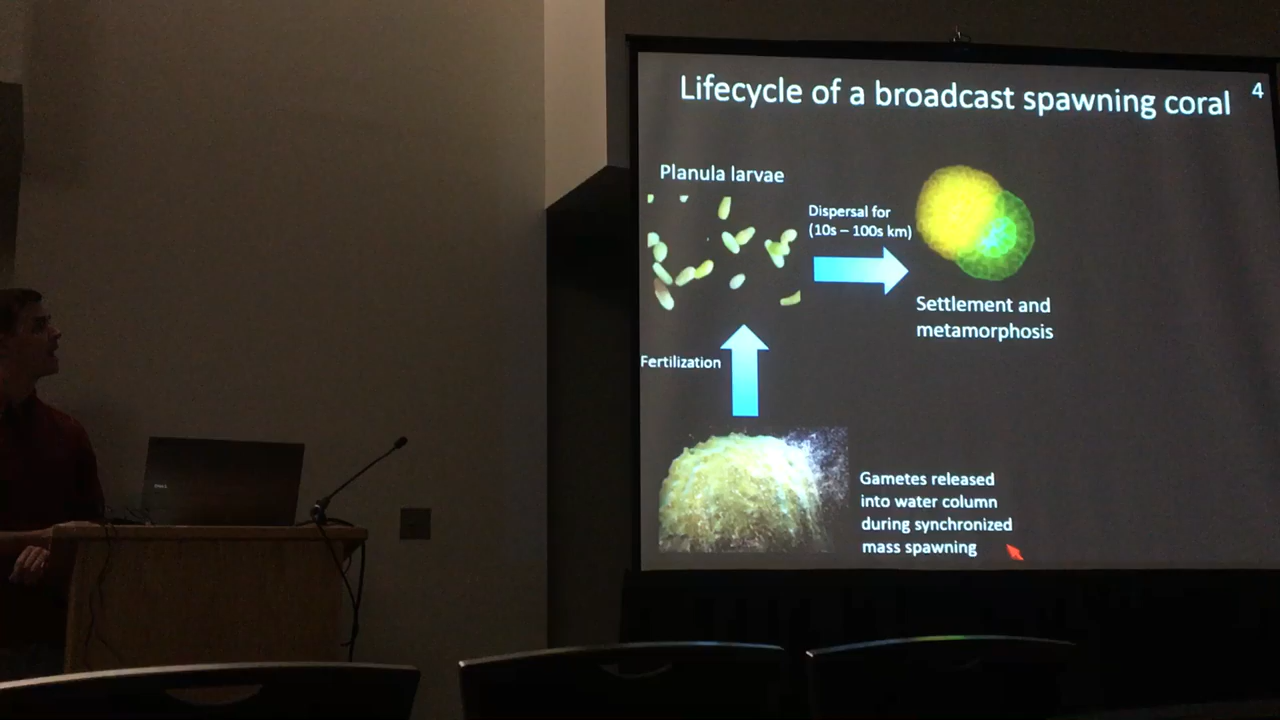 Lifecycle of a broadcast spawning coral
4
Planula larvae
Dispersal for
(10s – 100s km)
Settlement and
metamorphosis
Fertilization
Gametes released
into water column
during synchronized
mass spawning
DELL